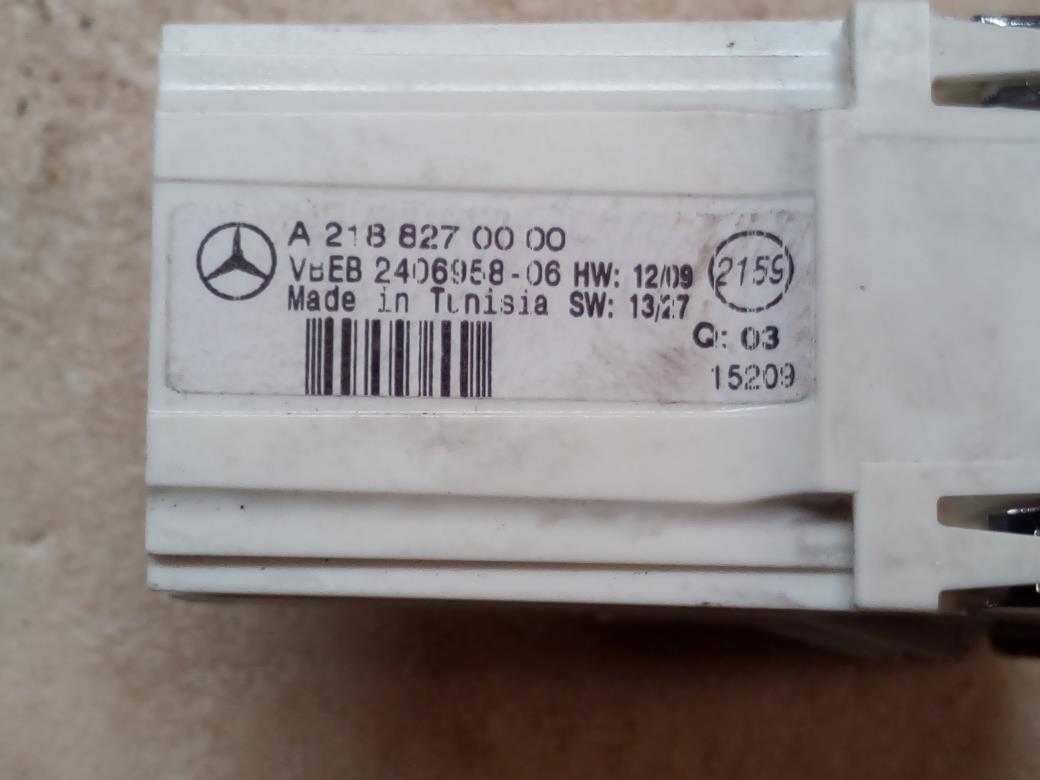 A 218 827 00 00
VBEB 2406958-06 HW: 12/09
2159
Made in Tunisia SW: 13/27
Q: 03
15209